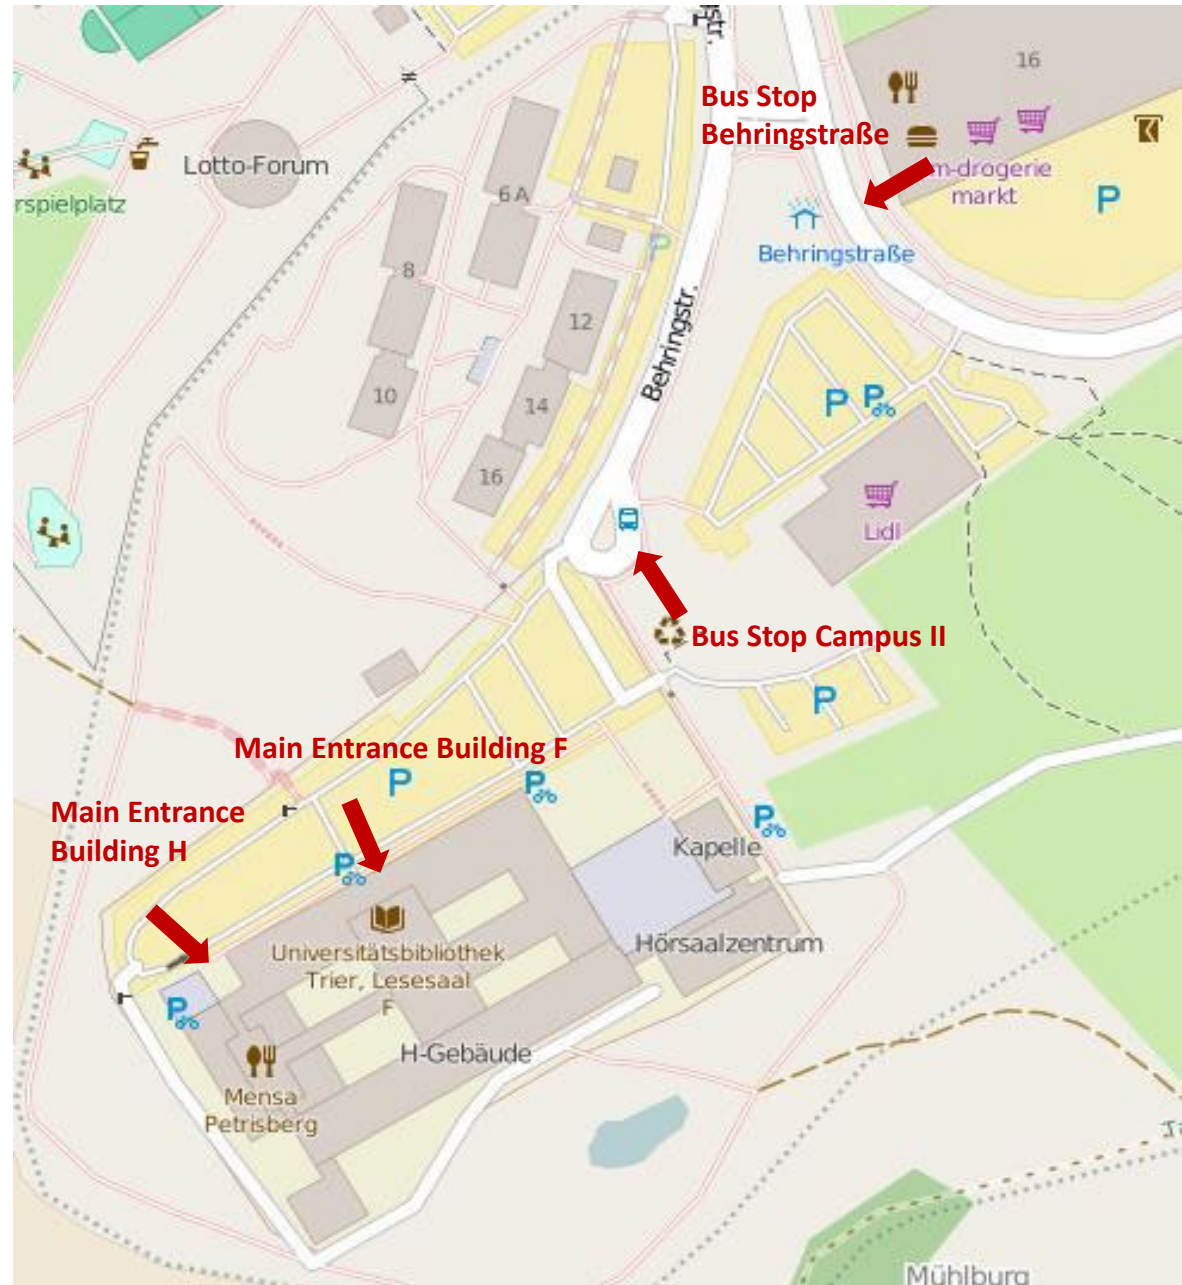 gstr.
16
Bus Stop
Behringstraße
m-drogerie
markt
P
Lotto-Forum
rspielplatz
6 A
8
Behringstraße
P
12
Behringstr.
10
14
P
P
16
Lidl
Bus Stop Campus II
P
Main Entrance Building F
P
P
Main Entrance
Building H
P
Kapelle
P
Universitätsbibliothek
Trier, Lesesaal
F
Hörsaalzentrum
P
H-Gebäude
Mensa
Petrisberg
Mühlburg